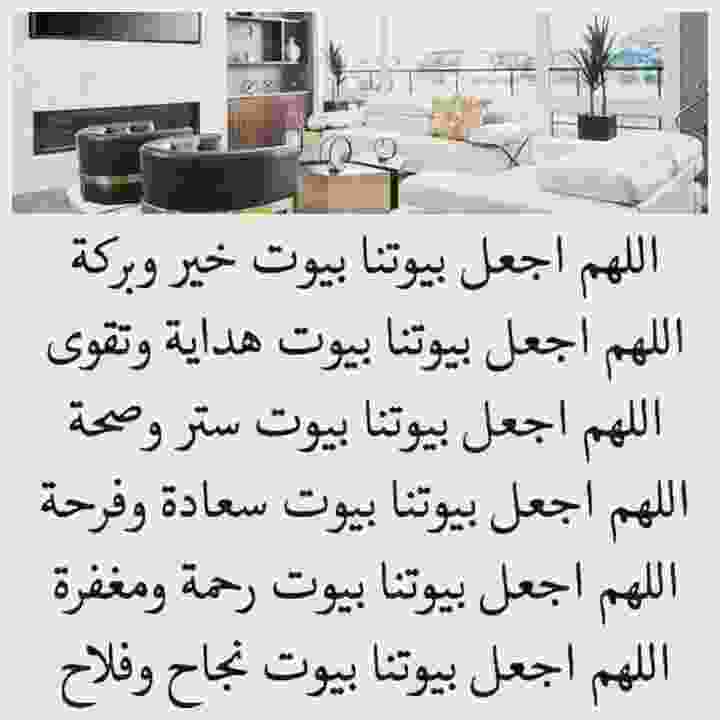 اللهم اجعل بيوتنا بيوت خير وبركة
اللهم اجعل بيوتنا بيوت هداية وتقوى
اللهم اجعل بيوتنا بيوت ستر وصحة
اللهم اجعل بيوتنا بيوت سعادة وفرحة
اللهم اجعل بيوتنا بيوت رحمة ومغفرة
اللهم اجعل بيوتنا بيوت نجاح وفلاح